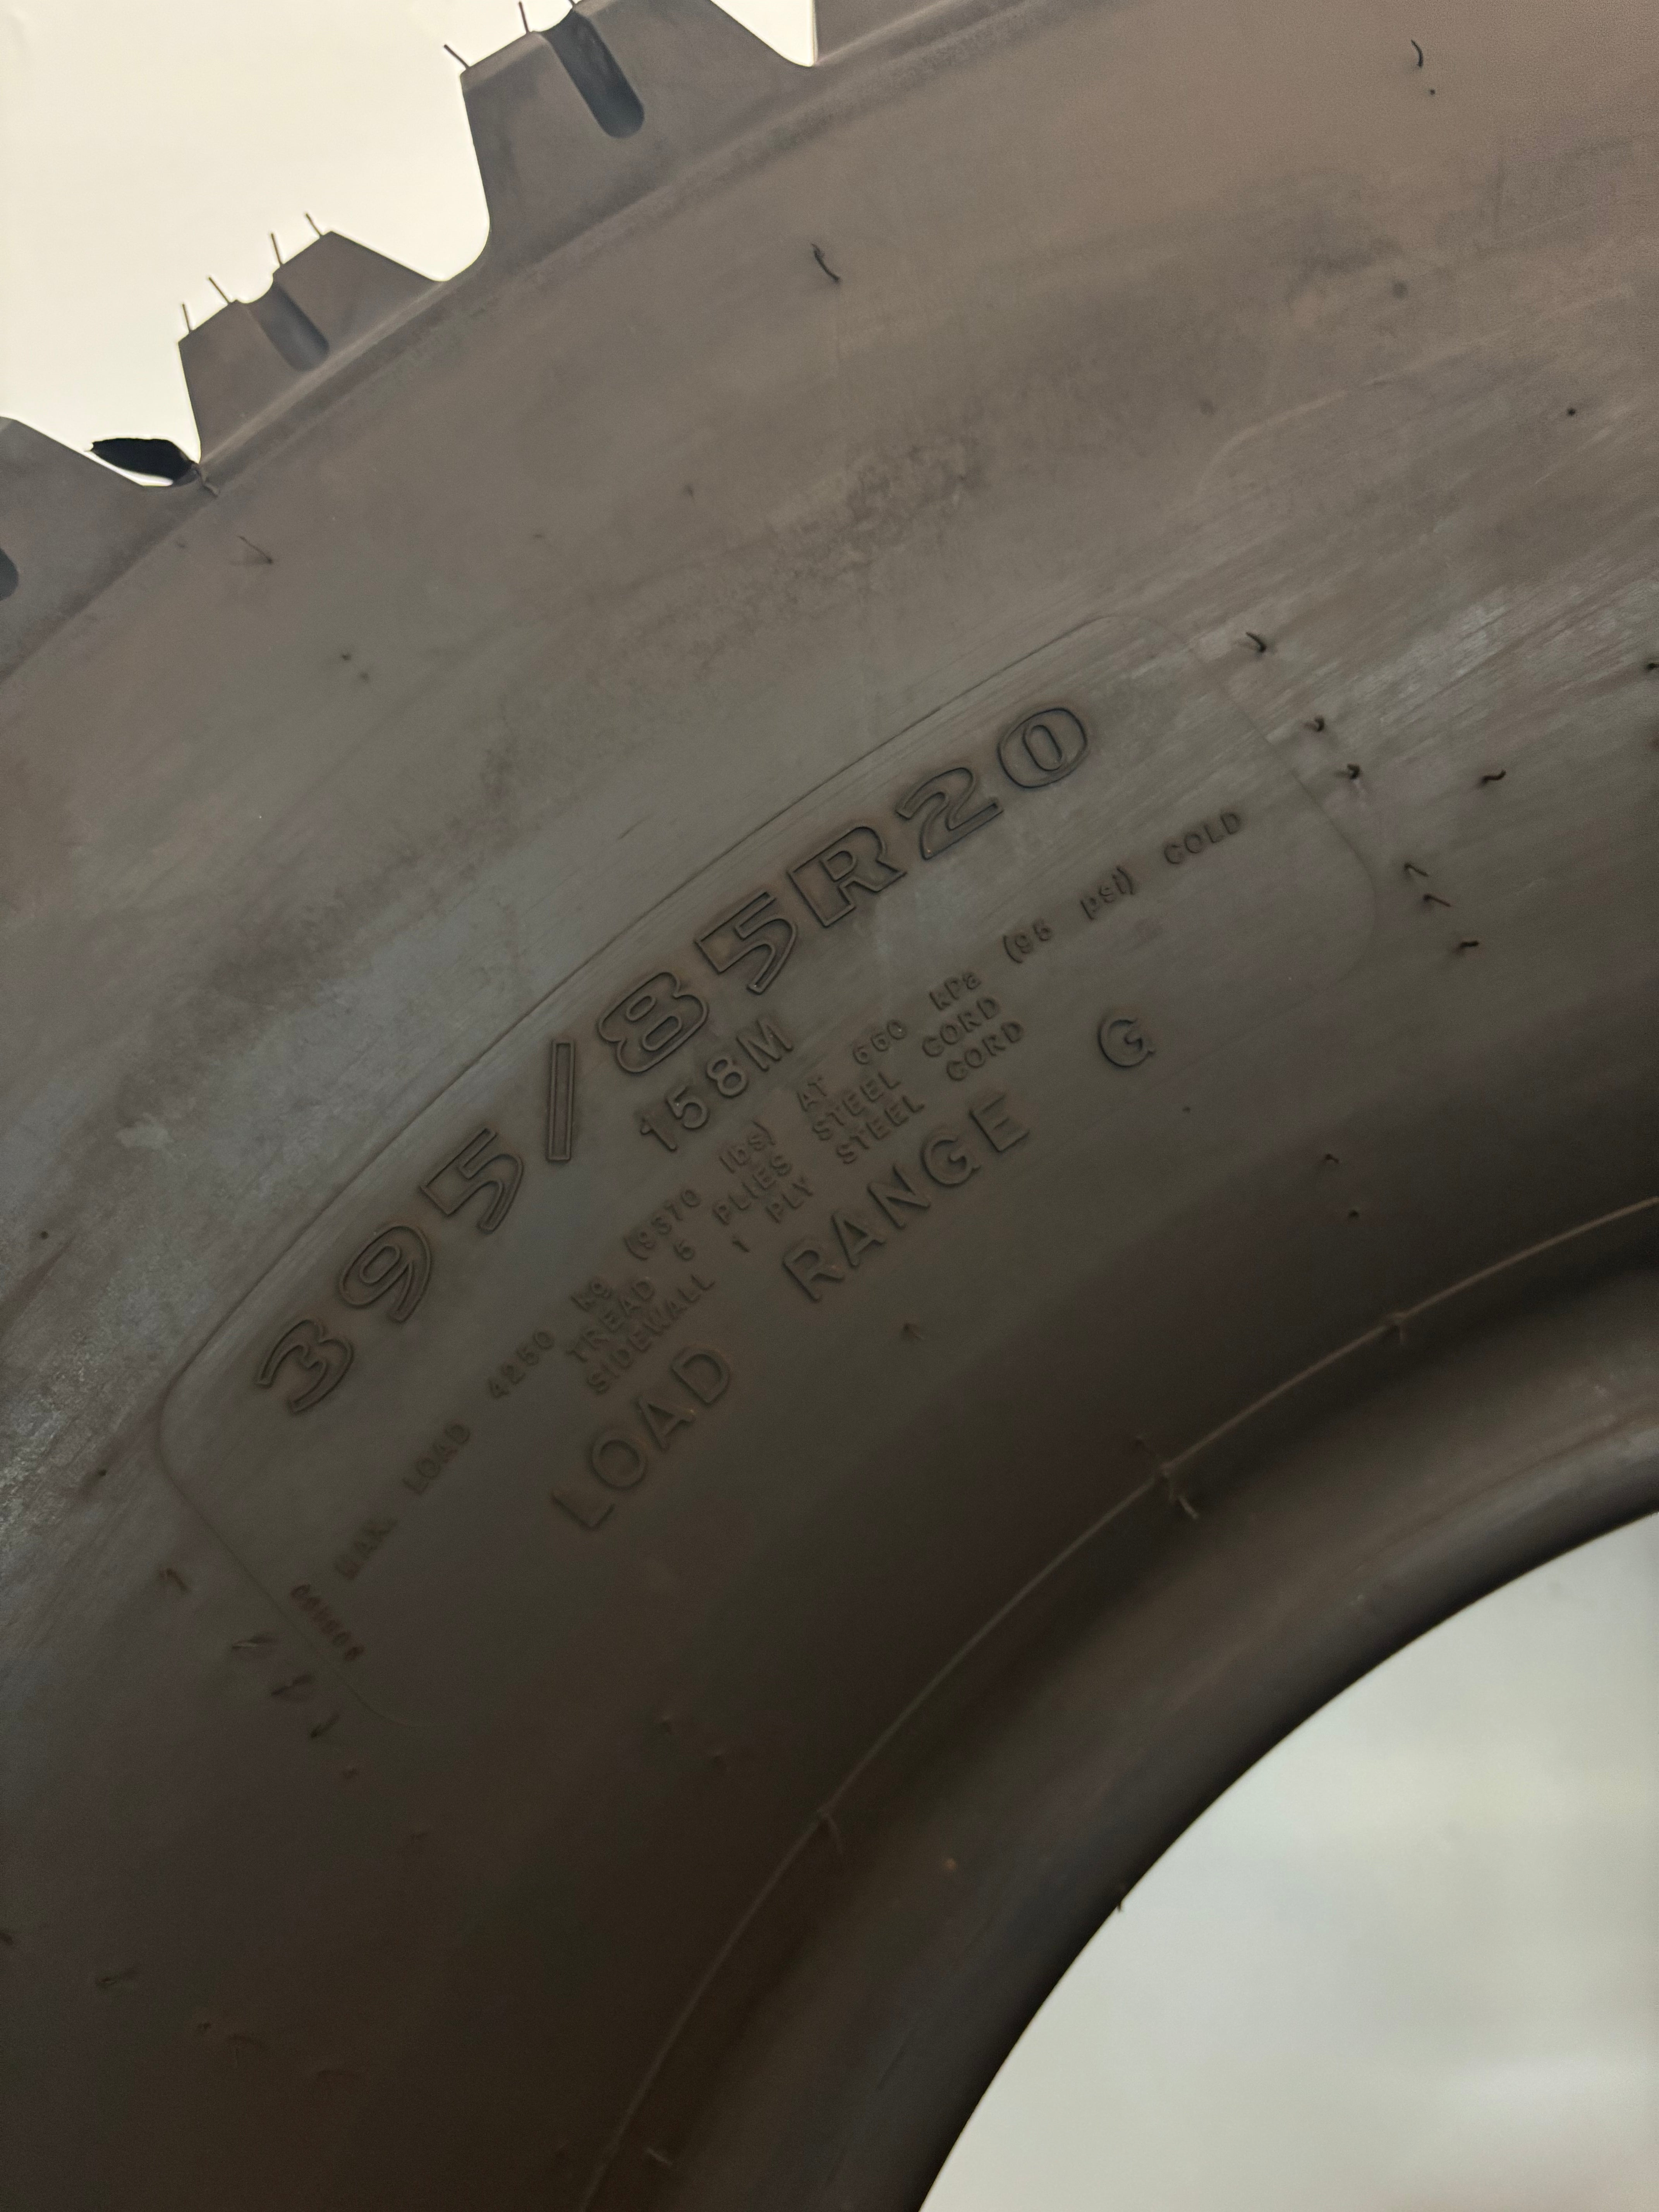 395/85R20
158M
MAX. LOAD 4250 kg (9370 lbs) AT 660 kPa (95 psi) COLD
TREAD 5 PLIES STEEL CORD
SIDEWALL 1 PLY STEEL CORD
LOAD RANGE G